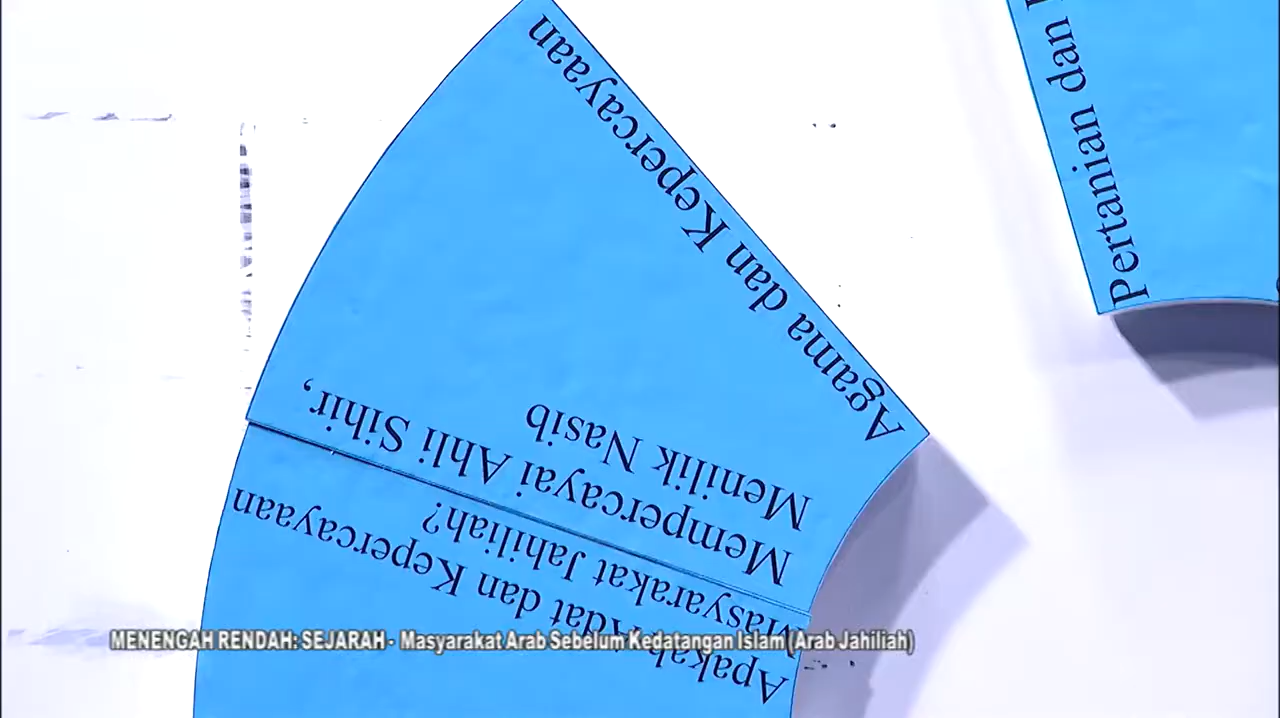 Agama dan Kepercayaan
Mempercayai Ahli Sihir,
Menilik Nasib
Apakah Adat dan Kepercayaan
Masyarakat Jahiliah?
Pertanian dan
MENENGAH RENDAH: SEJARAH - Masyarakat Arab Sebelum Kedatangan Islam (Arab Jahiliah)